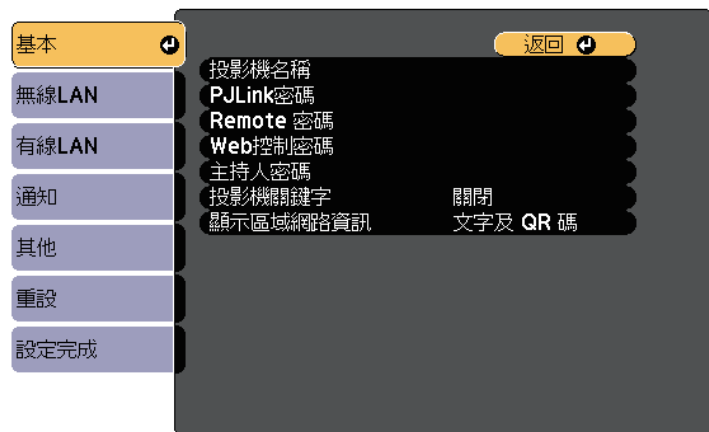 基本
無線LAN
有線LAN
通知
其他
重設
設定完成
返回
投影機名稱
PJLink密碼
Remote 密碼
Web控制密碼
主持人密碼
投影機關鍵字 關閉
顯示區域網路資訊 文字及 QR 碼